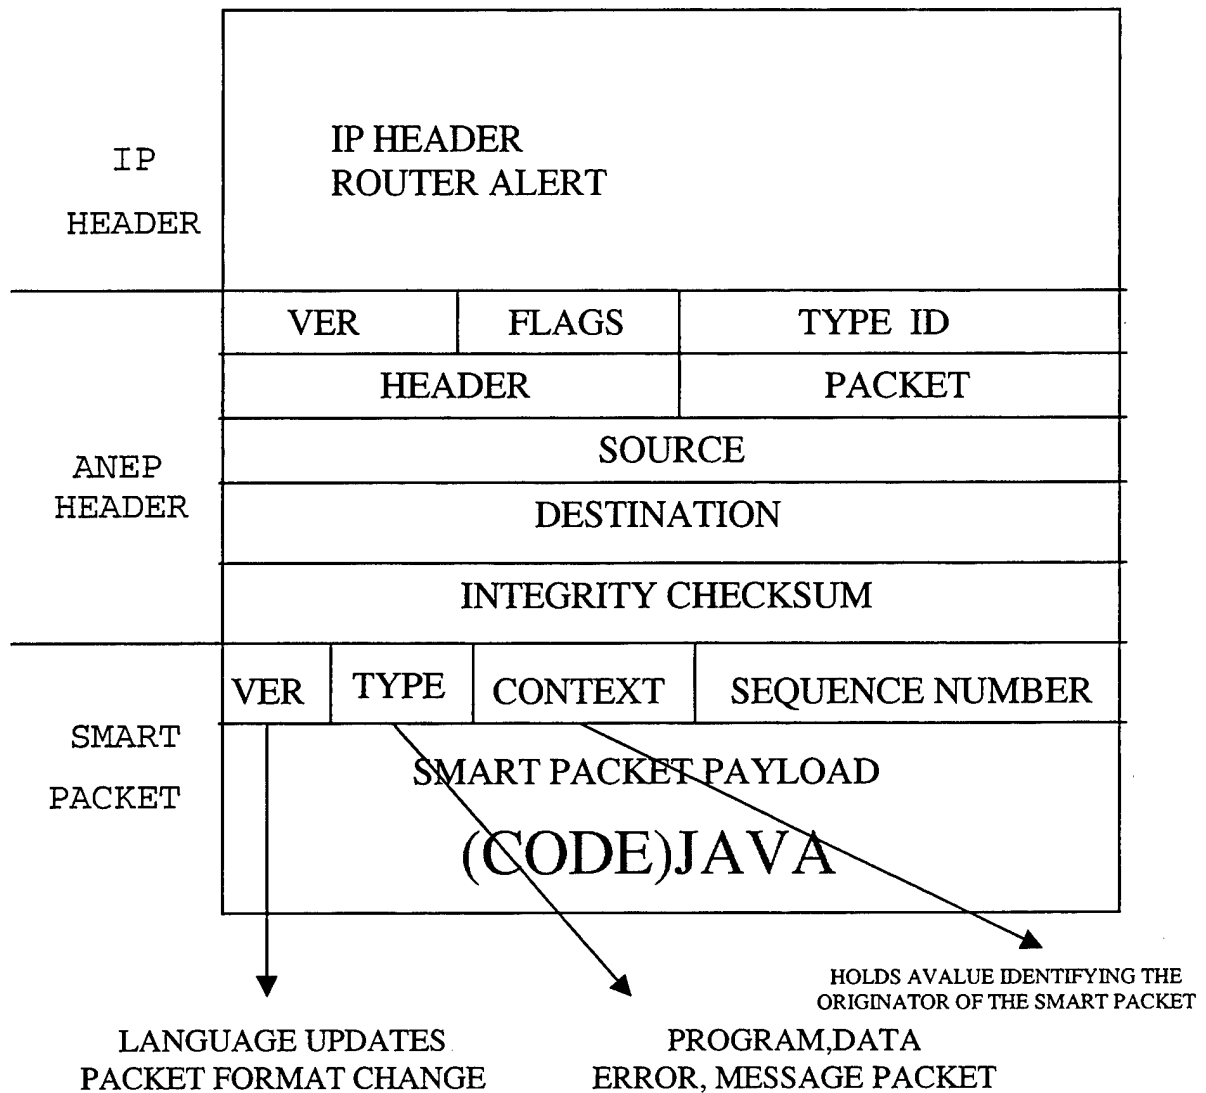 IP
HEADER
IP HEADER
ROUTER ALERT
VER FLAGS TYPE ID
HEADER PACKET
ANEP
HEADER
SOURCE
DESTINATION
INTEGRITY CHECKSUM
VER TYPE CONTEXT SEQUENCE NUMBER
SMART
PACKET
SMART PACKET PAYLOAD
(CODE)JAVA
HOLDS AVALUE IDENTIFYING THE
ORIGINATOR OF THE SMART PACKET
LANGUAGE UPDATES
PACKET FORMAT CHANGE
PROGRAM,DATA
ERROR, MESSAGE PACKET